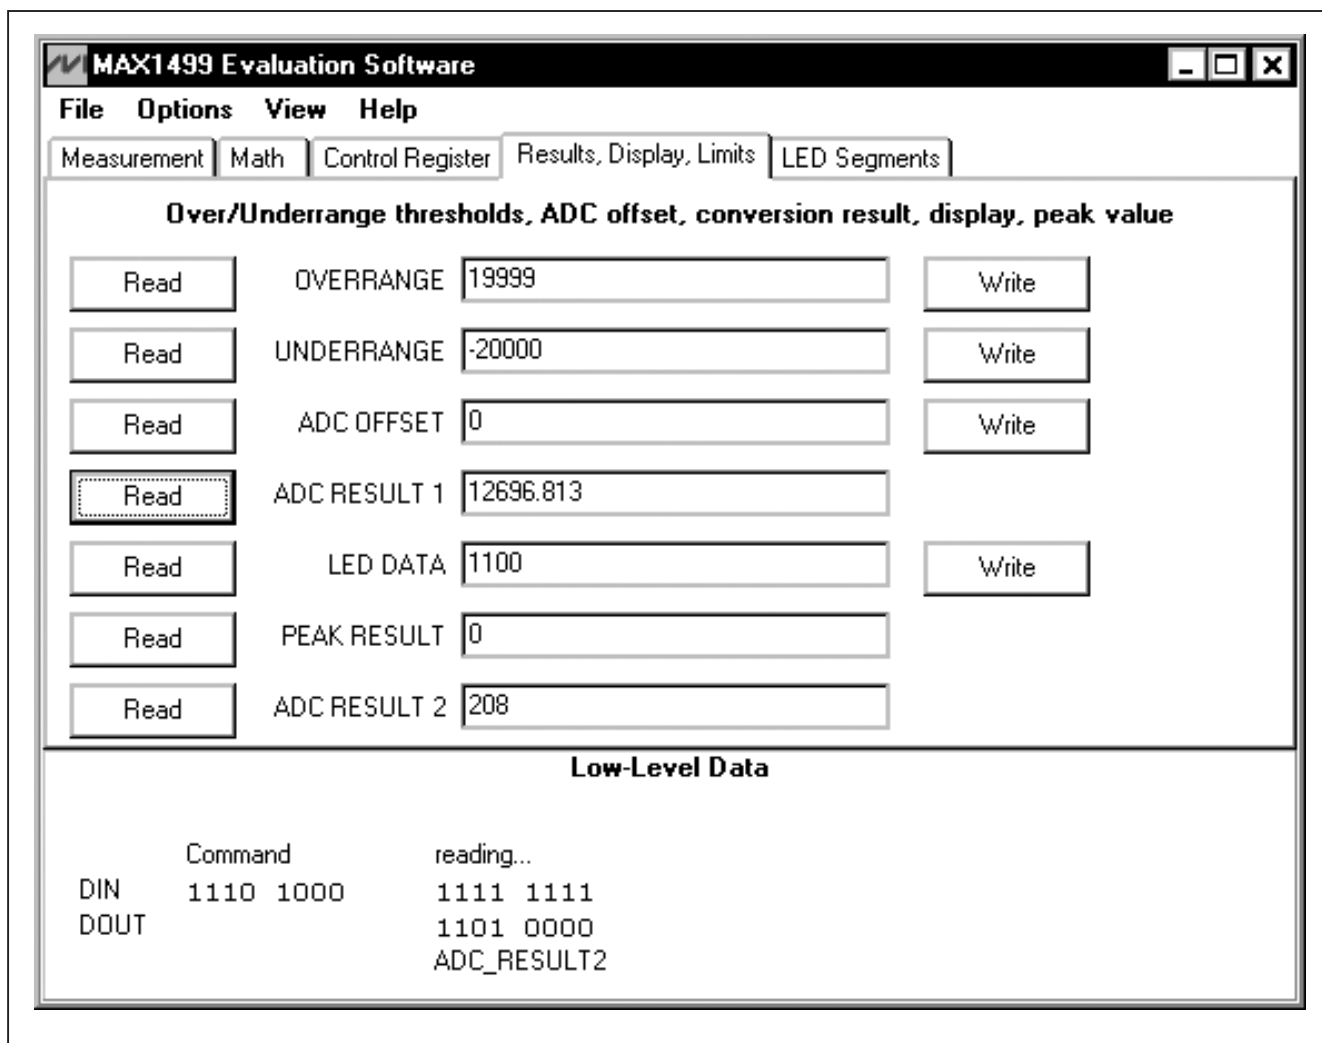 MAX1499 Evaluation Software
File Options View Help
Measurement Math Control Register Results, Display, Limits LED Segments
Over/Underrange thresholds, ADC offset, conversion result, display, peak value
Read OVERRANGE 19999 Write
Read UNDERRANGE -20000 Write
Read ADC OFFSET 0 Write
Read ADC RESULT 1 12696.813
Read LED DATA 1100 Write
Read PEAK RESULT 0
Read ADC RESULT 2 208
Low-Level Data
Command reading...
DIN 1110 1000 1111 1111
DOUT 1101 0000
ADC_RESULT2